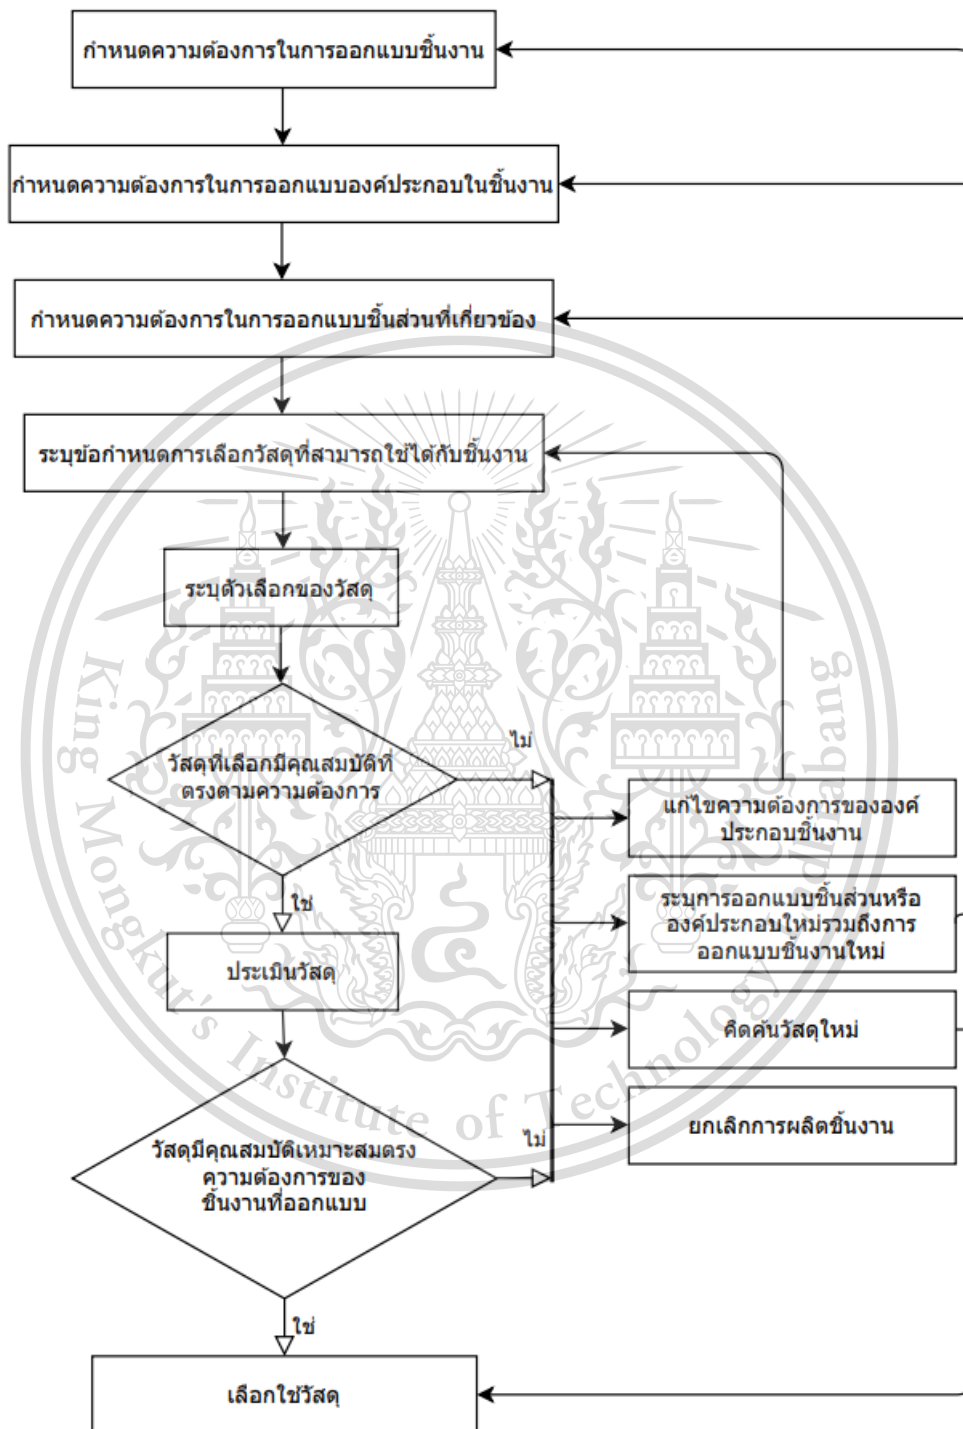 กำหนดความต้องการในการออกแบบชิ้นงาน
กำหนดความต้องการในการออกแบบองค์ประกอบในชิ้นงาน
กำหนดความต้องการในการออกแบบชิ้นส่วนที่เกี่ยวข้อง
ระบุข้อกำหนดการเลือกวัสดุที่สามารถใช้ได้กับชิ้นงาน
ระบุตัวเลือกของวัสดุ
วัสดุที่เลือกมีคุณสมบัติที่
ตรงตามความต้องการ
ไม่
ใช่
แก้ไขความต้องการขององค์
ประกอบชิ้นงาน
ระบุการออกแบบชิ้นส่วนหรือ
องค์ประกอบใหม่รวมถึงการ
ออกแบบชิ้นงานใหม่
คิดค้นวัสดุใหม่
ยกเลิกการผลิตชิ้นงาน
ประเมินวัสดุ
วัสดุมีคุณสมบัติเหมาะสมตรง
ความต้องการของ
ชิ้นงานที่ออกแบบ
ไม่
ใช่
เลือกใช้วัสดุ
King Mongkut's Institute of Technology Ladkrabang